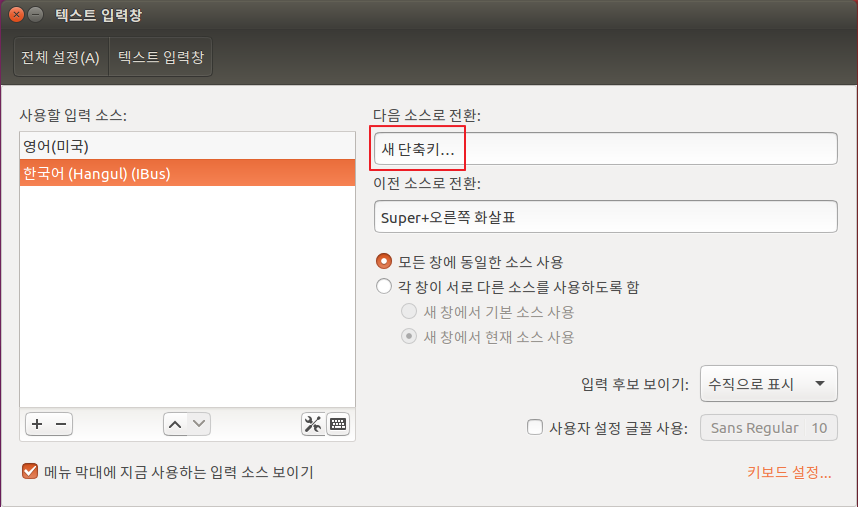 텍스트 입력창
전체 설정(A) 텍스트 입력창
사용할 입력 소스:
영어(미국)
한국어 (Hangul) (IBus)
다음 소스로 전환:
새 단축키...
이전 소스로 전환:
Super+오른쪽 화살표
모든 창에 동일한 소스 사용
각 창이 서로 다른 소스를 사용하도록 함
새 창에서 기본 소스 사용
새 창에서 현재 소스 사용
입력 후보 보이기: 수직으로 표시
사용자 설정 글꼴 사용: Sans Regular 10
메뉴 막대에 지금 사용하는 입력 소스 보이기
키보드 설정...